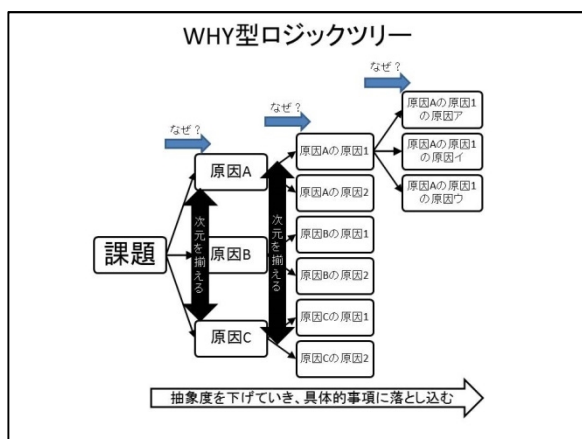 WHY型ロジックツリー
なぜ？
なぜ？
なぜ？
課題
原因A
原因B
原因C
次元を揃える
次元を揃える
原因Aの原因1
原因Aの原因2
原因Bの原因1
原因Bの原因2
原因Cの原因1
原因Cの原因2
原因Aの原因1
の原因ア
原因Aの原因1
の原因イ
原因Aの原因1
の原因ウ
抽象度を下げていき、具体的事項に落とし込む